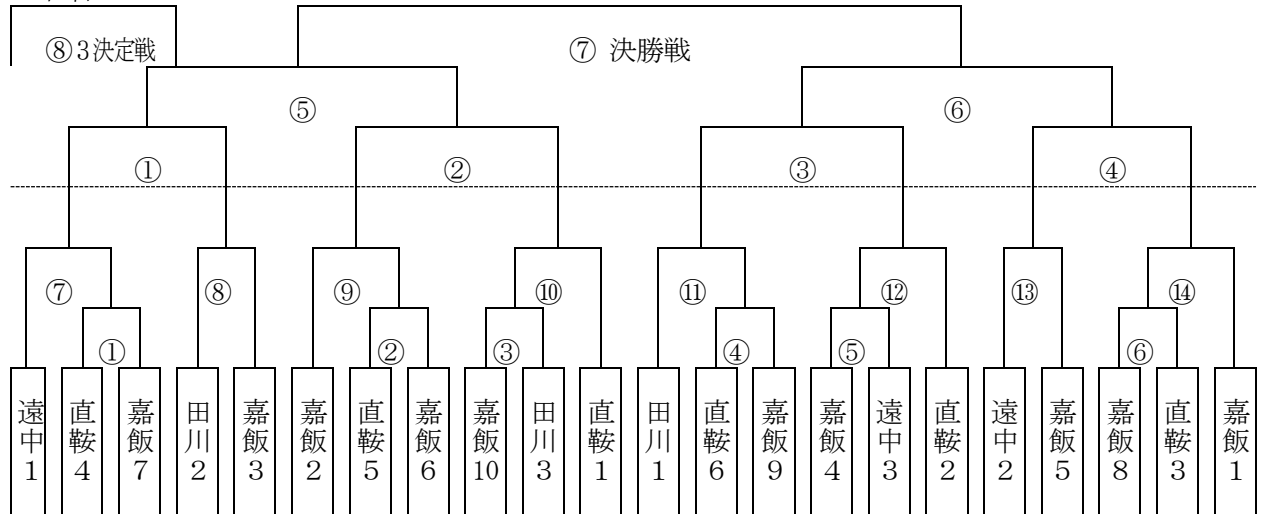 ⑧3決定戦
⑦ 決勝戦
⑤
⑥
①
②
③
④
⑦
⑧
⑨
⑩
⑪
⑫
⑬
⑭
①
②
③
④
⑤
⑥
遠中1
直鞍4
嘉飯7
田川2
嘉飯3
嘉飯2
直鞍5
嘉飯6
嘉飯10
田川3
直鞍1
田川1
直鞍6
嘉飯9
嘉飯4
遠中3
直鞍2
遠中2
嘉飯5
嘉飯8
直鞍3
嘉飯1